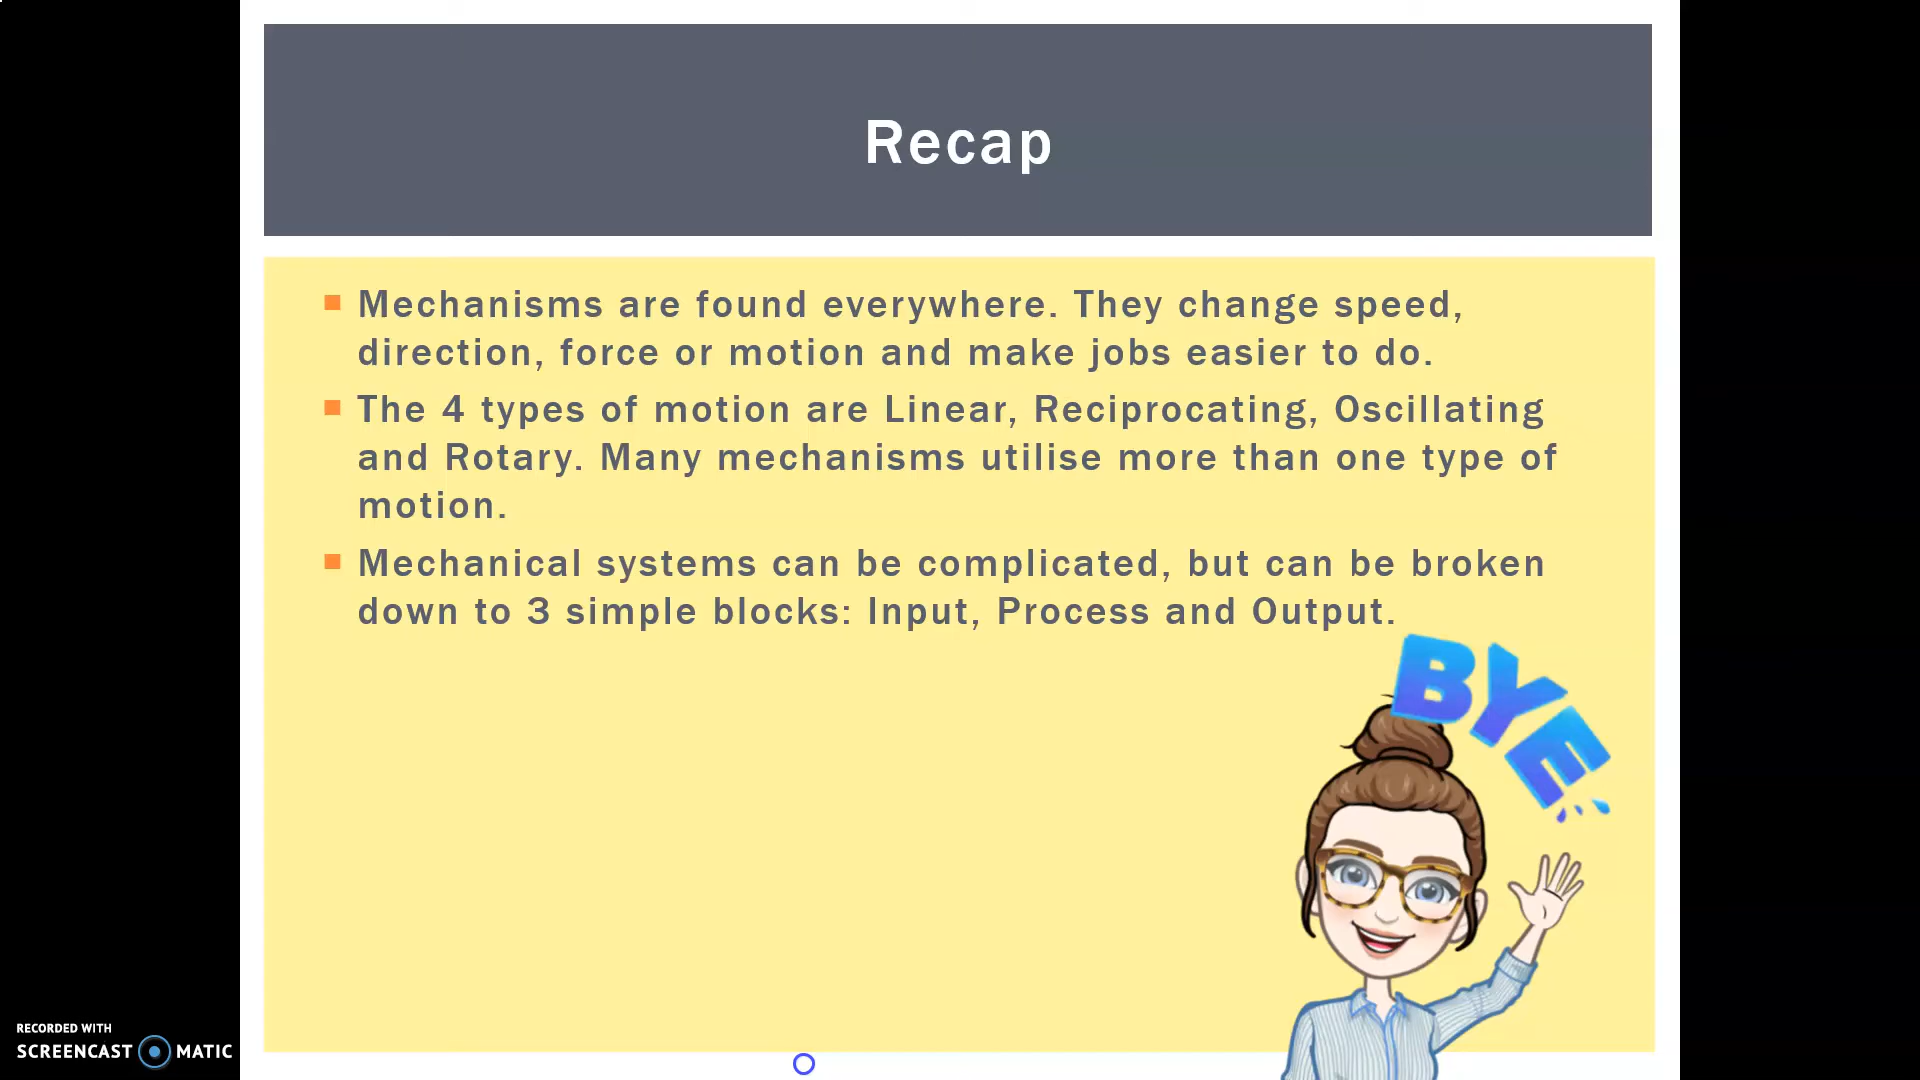 Recap
Mechanisms are found everywhere. They change speed,
direction, force or motion and make jobs easier to do.
The 4 types of motion are Linear, Reciprocating, Oscillating
and Rotary. Many mechanisms utilise more than one type of
motion.
Mechanical systems can be complicated, but can be broken
down to 3 simple blocks: Input, Process and Output.
BYE
RECORDED WITH
SCREENCAST MATIC